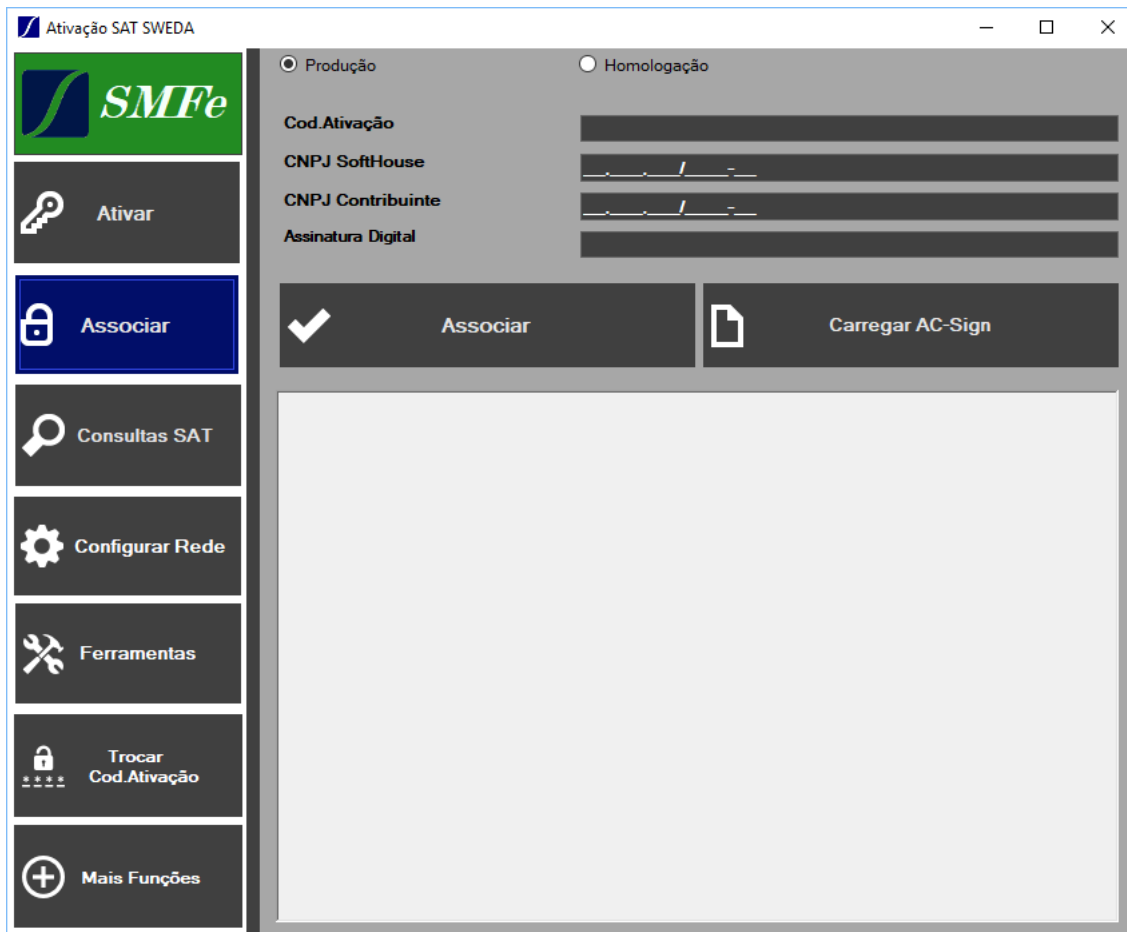 Ativação SAT SWEDA
SMFe
Ativar
Associar
Consultas SAT
Configurar Rede
Ferramentas
****
Trocar
Cod.Ativação
Mais Funções
Produção
Homologação
Cod.Ativação
CNPJ SoftHouse
__.___.___/____-__
CNPJ Contribuinte
__.___.___/____-__
Assinatura Digital
Associar
Carregar AC-Sign